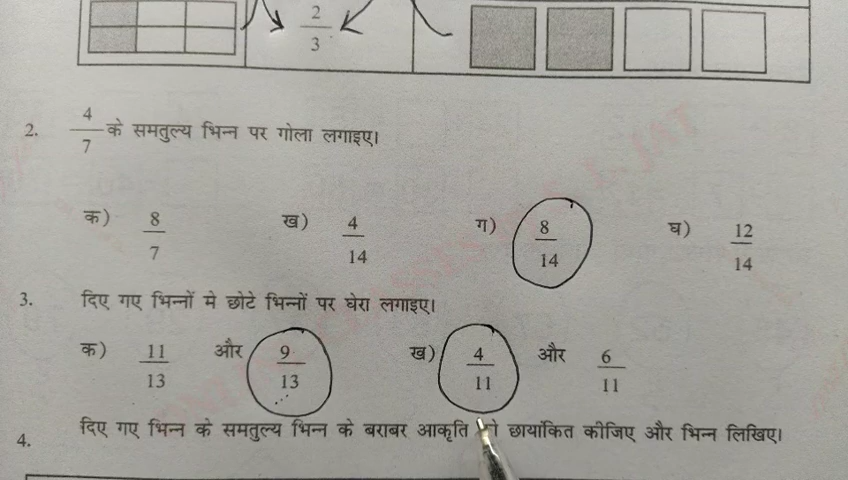 2
3
2. 4/7 के समतुल्य भिन्न पर गोला लगाइए।
क) 8/7 ख) 4/14 ग) 8/14 घ) 12/14
3. दिए गए भिन्नों मे छोटे भिन्नों पर घेरा लगाइए।
क) 11/13 और 9/13 ख) 4/11 और 6/11
4. दिए गए भिन्न के समतुल्य भिन्न के बराबर आकृति छायांकित कीजिए और भिन्न लिखिए।